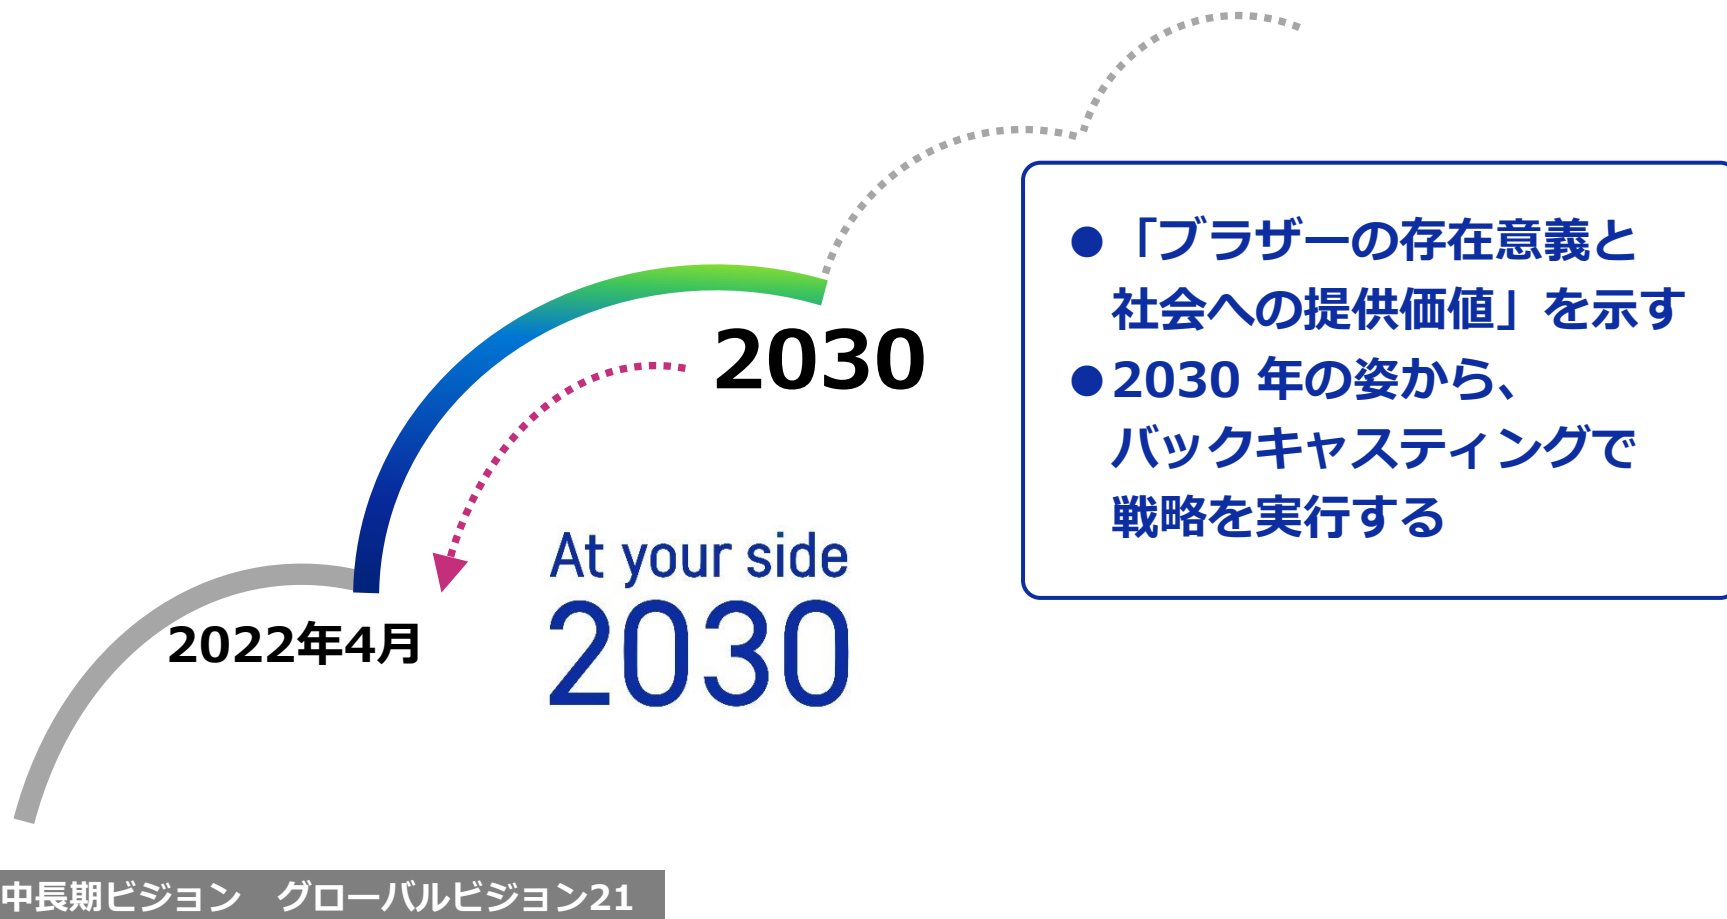 ●「ブラザーの存在意義と
社会への提供価値」を示す
●2030 年の姿から、
バックキャスティングで
戦略を実行する
2030
2022年4月
At your side
2030
中長期ビジョン　グローバルビジョン21